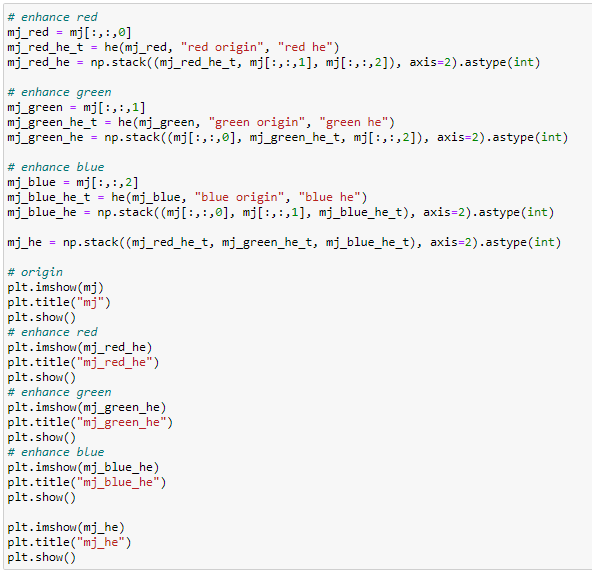 # enhance red
mj_red = mj[:,:,0]
mj_red_he_t = he(mj_red, "red origin", "red he")
mj_red_he = np.stack((mj_red_he_t, mj[:,:,1], mj[:,:,2]), axis=2).astype(int)

# enhance green
mj_green = mj[:,:,1]
mj_green_he_t = he(mj_green, "green origin", "green he")
mj_green_he = np.stack((mj[:,:,0], mj_green_he_t, mj[:,:,2]), axis=2).astype(int)

# enhance blue
mj_blue = mj[:,:,2]
mj_blue_he_t = he(mj_blue, "blue origin", "blue he")
mj_blue_he = np.stack((mj[:,:,0], mj[:,:,1], mj_blue_he_t), axis=2).astype(int)

mj_he = np.stack((mj_red_he_t, mj_green_he_t, mj_blue_he_t), axis=2).astype(int)

# origin
plt.imshow(mj)
plt.title("mj")
plt.show()
# enhance red
plt.imshow(mj_red_he)
plt.title("mj_red_he")
plt.show()
# enhance green
plt.imshow(mj_green_he)
plt.title("mj_green_he")
plt.show()
# enhance blue
plt.imshow(mj_blue_he)
plt.title("mj_blue_he")
plt.show()

plt.imshow(mj_he)
plt.title("mj_he")
plt.show()